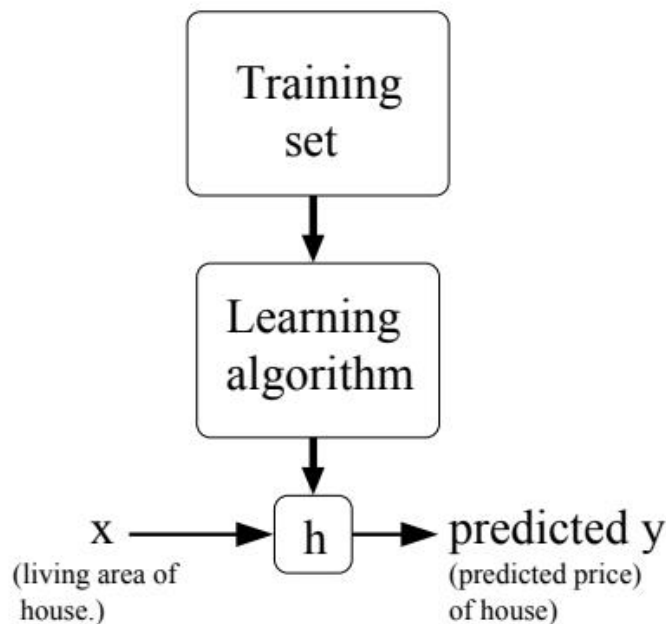 Training
set
Learning
algorithm
x
h
predicted y
(living area of
house.)
(predicted price)
of house)